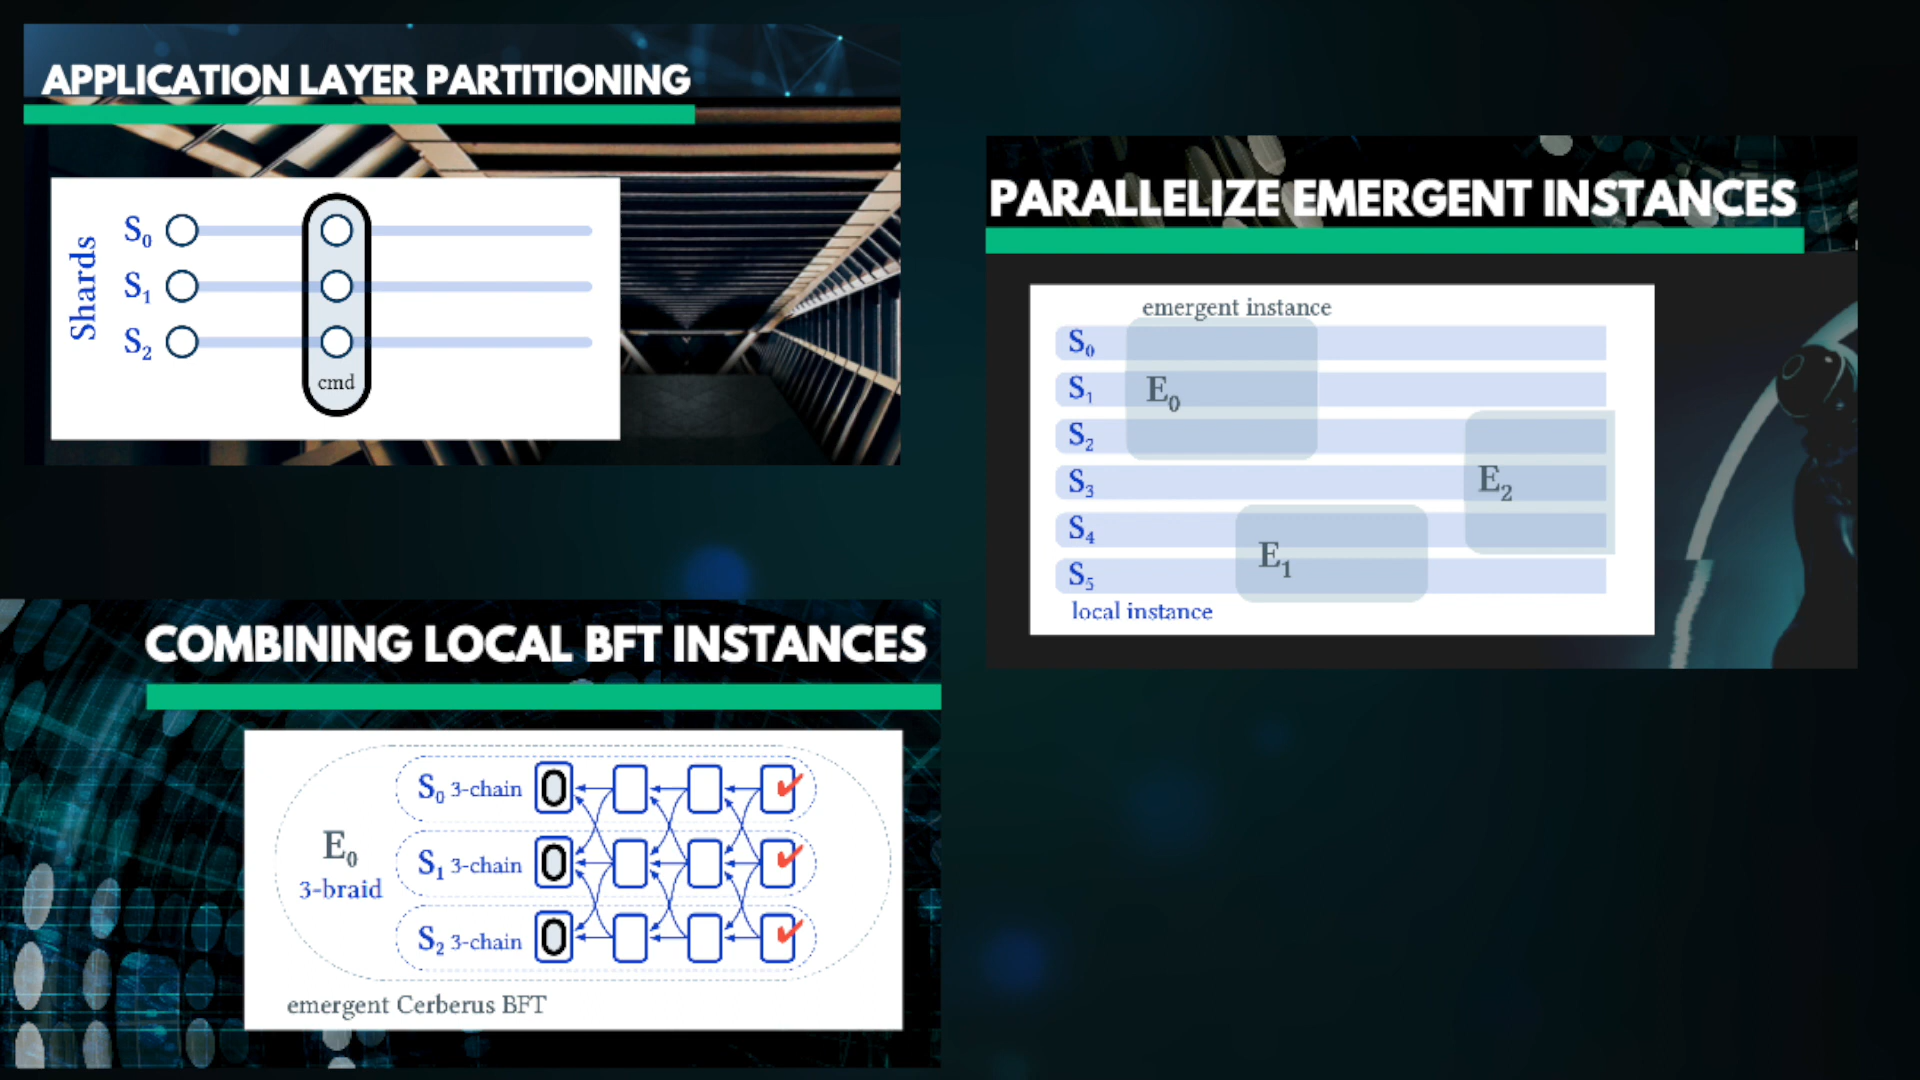 APPLICATION LAYER PARTITIONING
Shards
S0
S1
S2
cmd
PARALLELIZE EMERGENT INSTANCES
emergent instance
S0
S1
E0
S2
S3
E2
S4
E1
S5
local instance
COMBINING LOCAL BFT INSTANCES
S0 3-chain 0
E0
3-braid
S1 3-chain 0
S2 3-chain 0
emergent Cerberus BFT